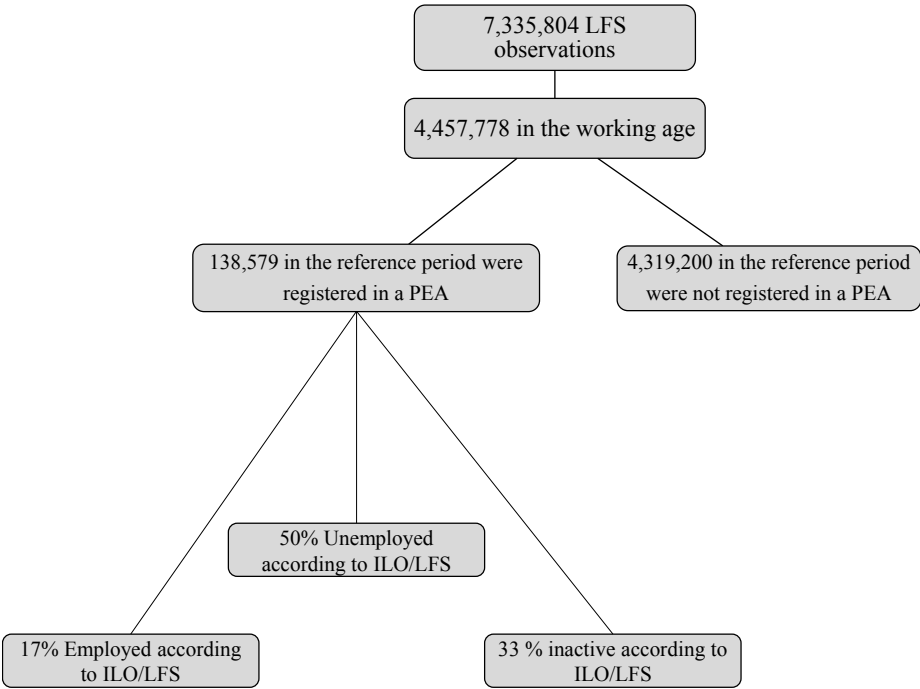 7,335,804 LFS
observations
4,457,778 in the working age
138,579 in the reference period were
registered in a PEA
4,319,200 in the reference period
were not registered in a PEA
50% Unemployed
according to ILO/LFS
17% Employed according
to ILO/LFS
33 % inactive according to
ILO/LFS